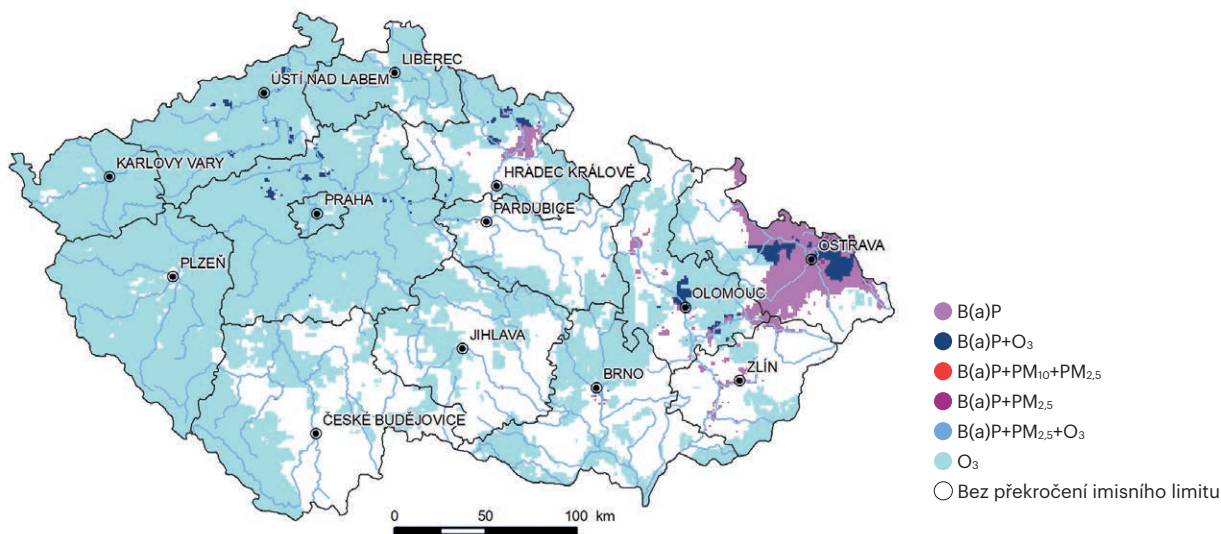 LIBEREC
ÚSTÍ NAD LABEM
KARLOVY VARY
PRAHA
HRADEC KRÁLOVÉ
PARDUBICE
PLZEŇ
OSTRAVA
OLOMOUC
JIHLAVA
BRNO
ZLÍN
ČESKÉ BUDĚJOVICE
0 50 100 km
B(a)P
B(a)P+O₃
B(a)P+PM₁₀+PM₂,₅
B(a)P+PM₂,₅
B(a)P+PM₂,₅+O₃
O₃
Bez překročení imisního limitu